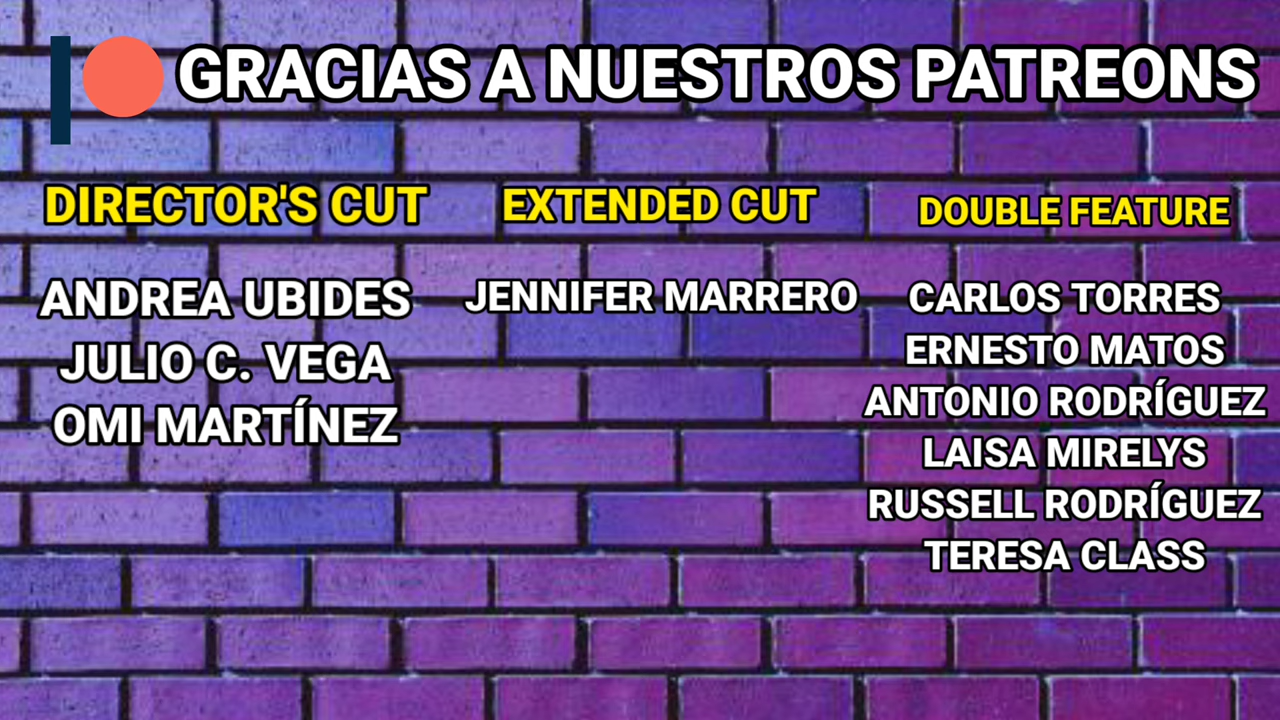 GRACIAS A NUESTROS PATREONS
DIRECTOR'S CUT
ANDREA UBIDES
JULIO C. VEGA
OMI MARTÍNEZ
EXTENDED CUT
JENNIFER MARRERO
DOUBLE FEATURE
CARLOS TORRES
ERNESTO MATOS
ANTONIO RODRÍGUEZ
LAISA MIRELYS
RUSSELL RODRÍGUEZ
TERESA CLASS